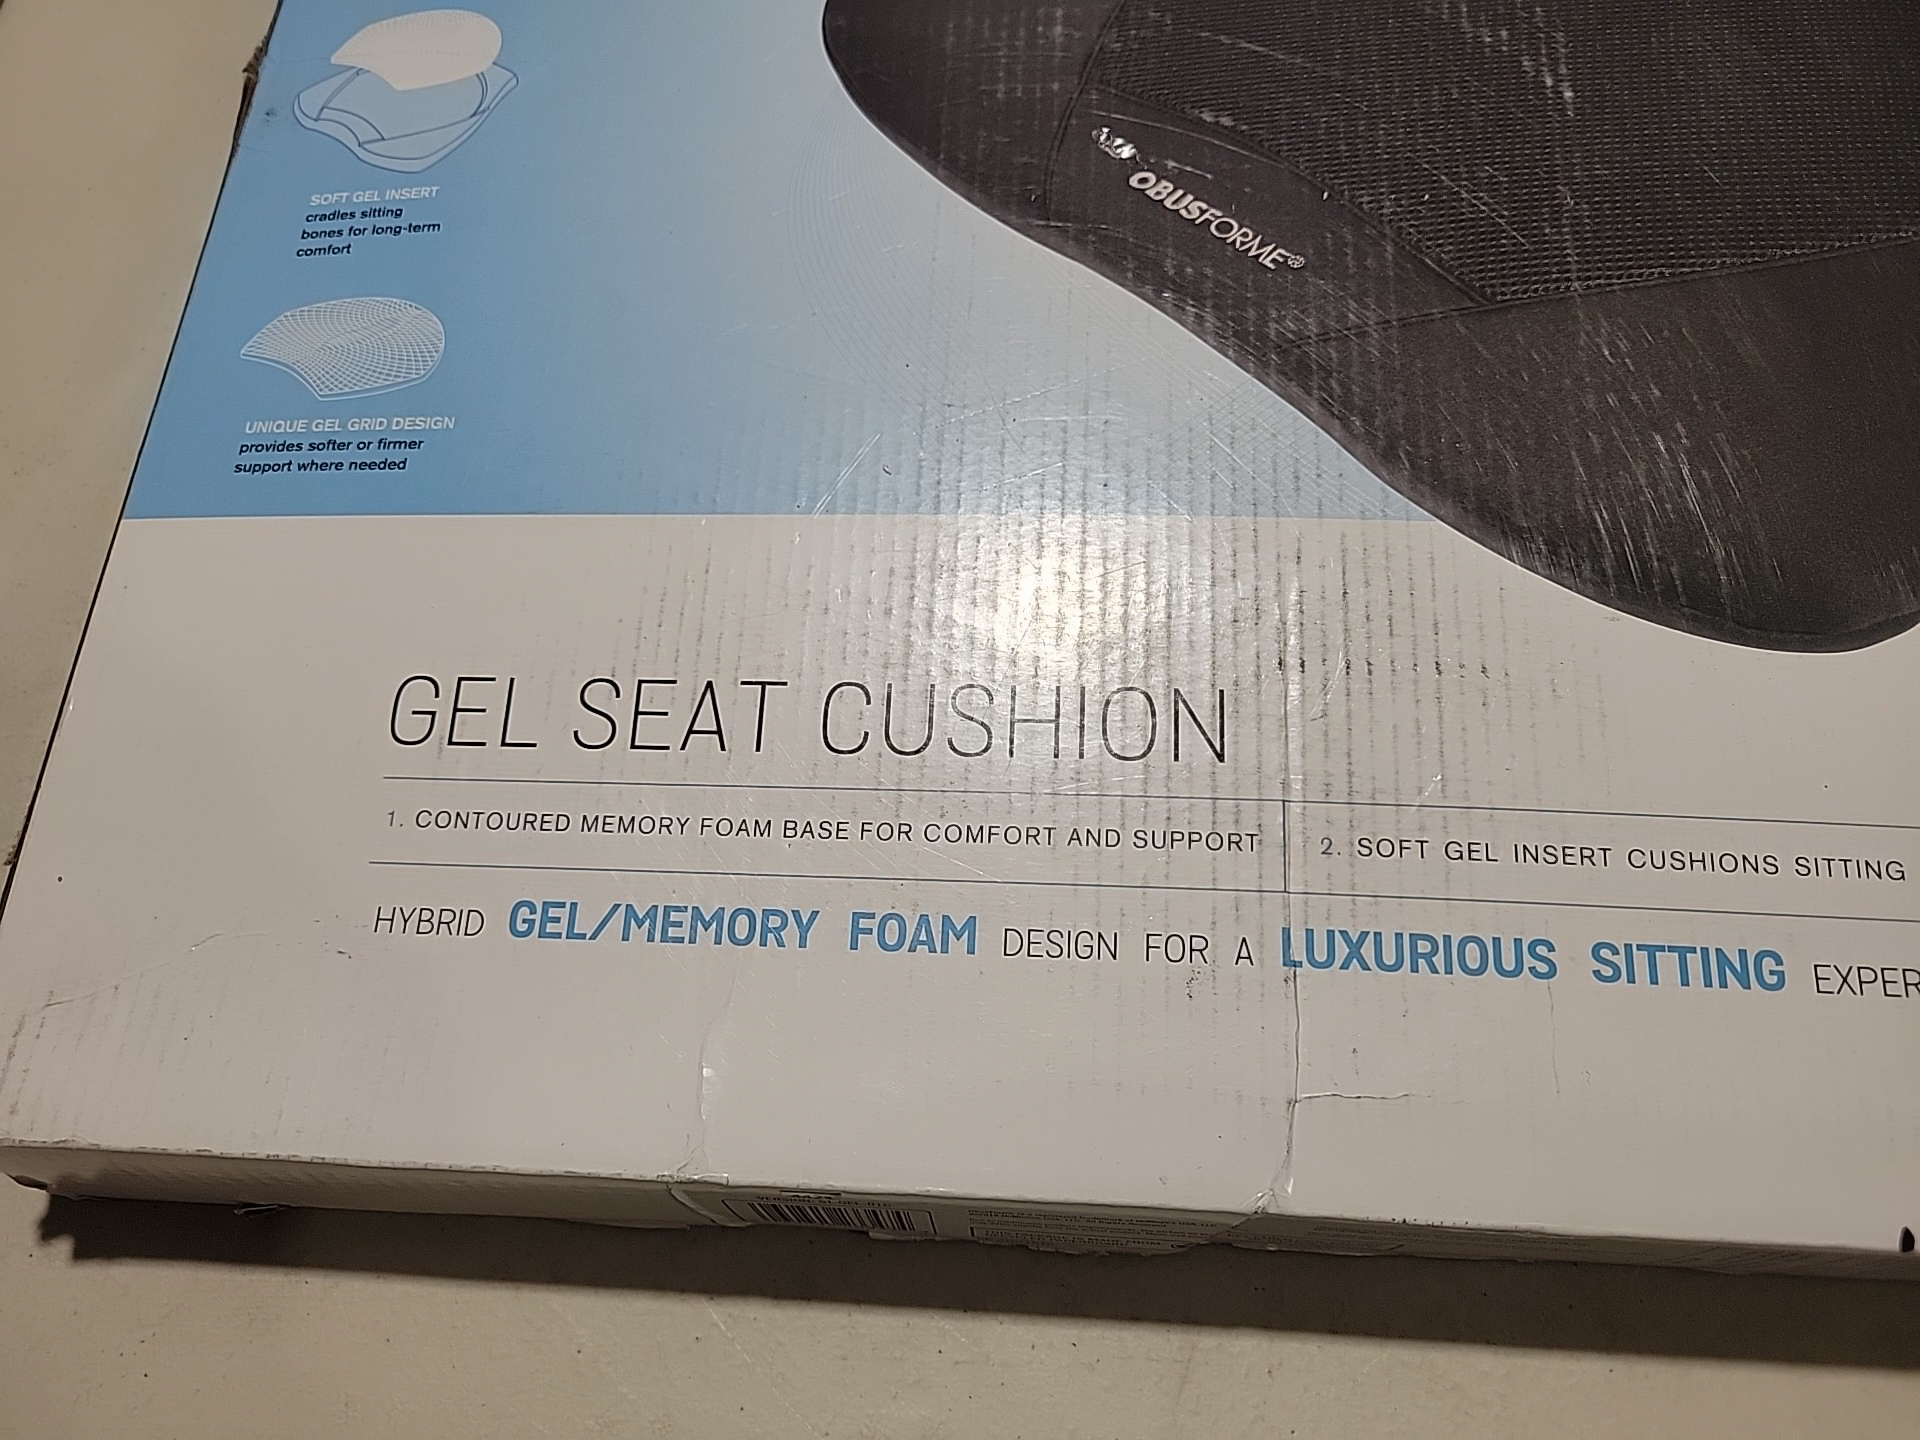 SOFT GEL INSERT
cradles sitting
bones for long-term
comfort
OBUSFORME®
UNIQUE GEL GRID DESIGN
provides softer or firmer
support where needed
GEL SEAT CUSHION
1. CONTOURED MEMORY FOAM BASE FOR COMFORT AND SUPPORT
2. SOFT GEL INSERT CUSHIONS SITTING
HYBRID GEL/MEMORY FOAM DESIGN FOR A LUXURIOUS SITTING EXPER